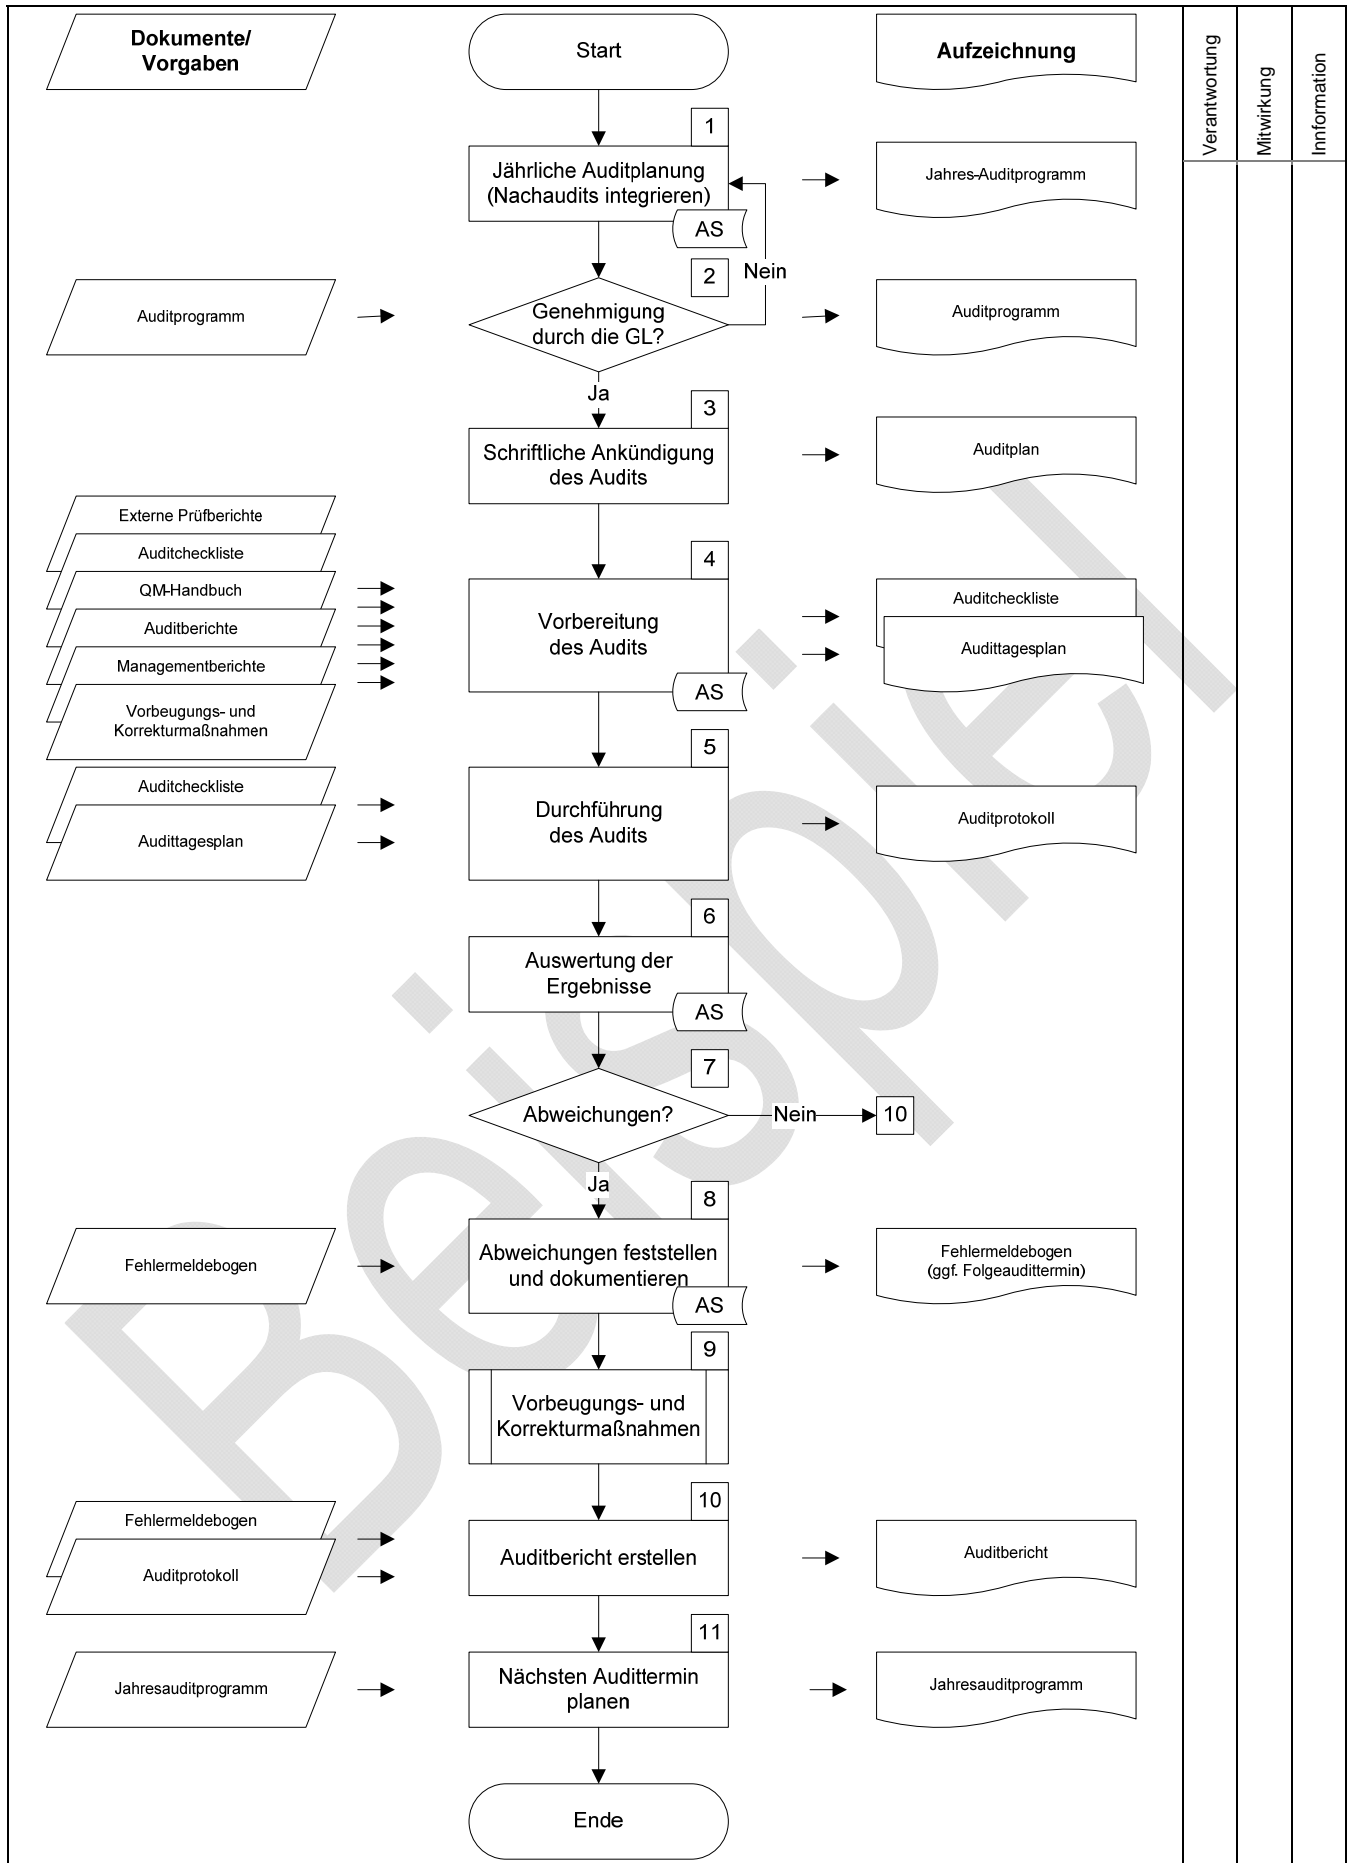 Dokumente/
Vorgaben
Start
Aufzeichnung
Verantwortung
Mitwirkung
Innformation
1
Jährliche Auditplanung
(Nachaudits integrieren)
AS
Jahres-Auditprogramm
2
Nein
Auditprogramm
Genehmigung
durch die GL?
Auditprogramm
Ja
3
Schriftliche Ankündigung
des Audits
Auditplan
Externe Prüfberichte
Auditcheckliste
QM-Handbuch
Auditberichte
Managementberichte
Vorbeugungs- und
Korrekturmaßnahmen
4
Vorbereitung
des Audits
AS
Auditcheckliste
Audittagesplan
5
Auditcheckliste
Audittagesplan
Durchführung
des Audits
Auditprotokoll
6
Auswertung der
Ergebnisse
AS
7
Abweichungen?
Nein
10
Ja
8
Fehlermeldebogen
Abweichungen feststellen
und dokumentieren
AS
Fehlermeldebogen
(ggf. Folgeaudittermin)
9
Vorbeugungs- und
Korrekturmaßnahmen
10
Fehlermeldebogen
Auditprotokoll
Auditbericht erstellen
Auditbericht
11
Jahresauditprogramm
Nächsten Audittermin
planen
Jahresauditprogramm
Ende
Beispiel